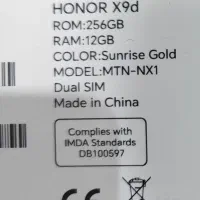 HONOR X9d
ROM:256GB
RAM:12GB
COLOR:Sunrise Gold
MODEL:MTN-NX1
Dual SIM
Made in China
Complies with
IMDA Standards
DB100597